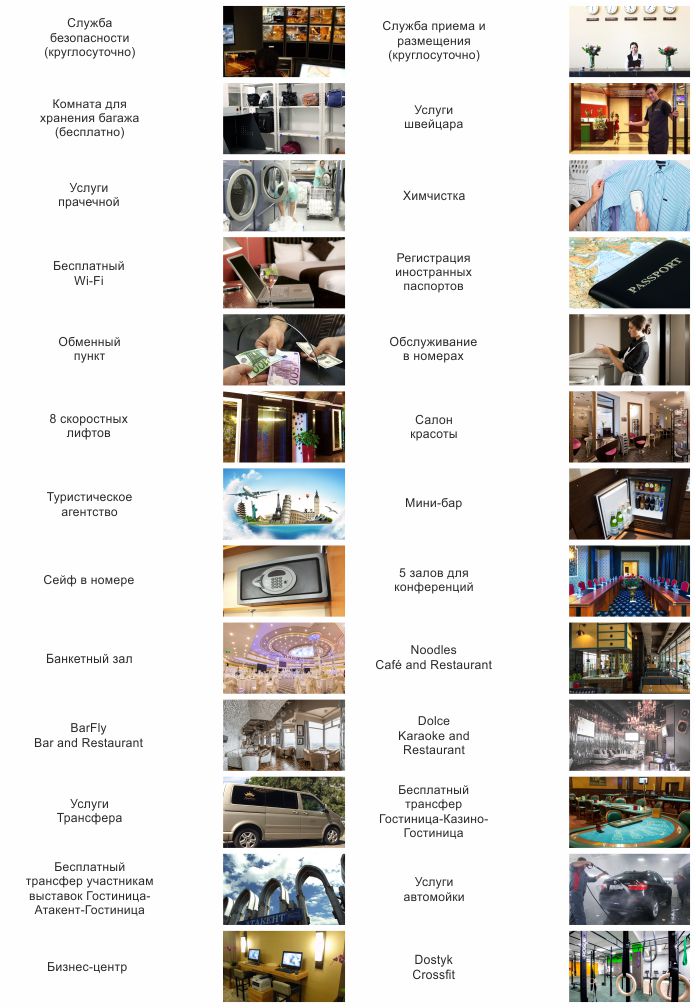 Служба
безопасности
(круглосуточно)
Служба приема и
размещения
(круглосуточно)
Комната для
хранения багажа
(бесплатно)
Услуги
швейцара
Услуги
прачечной
Химчистка
Бесплатный
Wi-Fi
Регистрация
иностранных
паспортов
PASSPORT
Обменный
пункт
100
500
Обслуживание
в номерах
8 скоростных
лифтов
Салон
красоты
Туристическое
агентство
Мини-бар
Сейф в номере
5 залов для
конференций
Банкетный зал
Noodles
Café and Restaurant
BarFly
Bar and Restaurant
Dolce
Karaoke and
Restaurant
Услуги
Трансфера
Бесплатный
трансфер
Гостиница-Казино-
Гостиница
Бесплатный
трансфер участникам
выставок Гостиница-
Атакент-Гостиница
АТАКЕНТ
Услуги
автомойки
Бизнес-центр
Dostyk
Crossfit